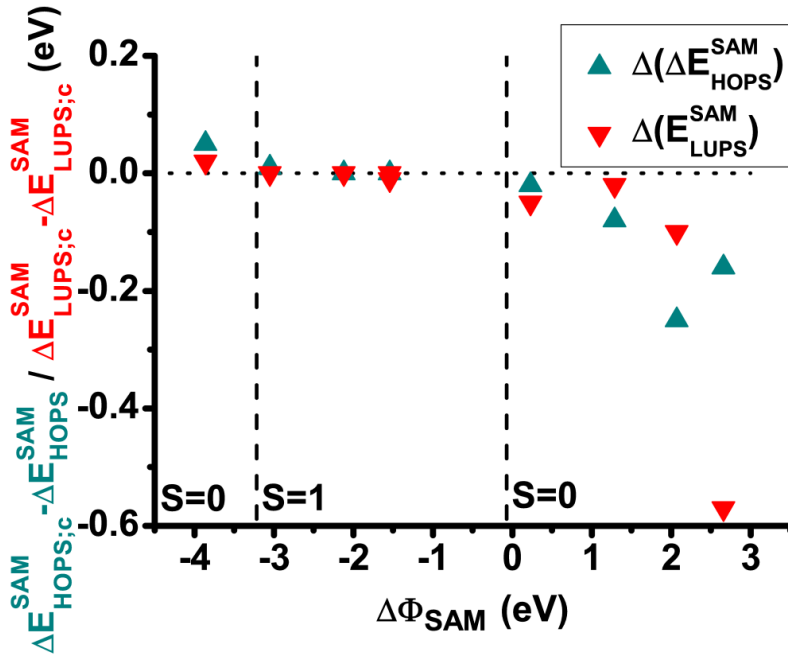 ΔE^SAM_HOPS;c-ΔE^SAM_HOPS / ΔE^SAM_LUPS;c-ΔE^SAM_LUPS;c (eV)
Δ(ΔE^SAM_HOPS)
Δ(E^SAM_LUPS)
0.2
0.0
-0.2
-0.4
-0.6
S=0
S=1
S=0
-4
-3
-2
-1
0
1
2
3
ΔΦ_SAM (eV)